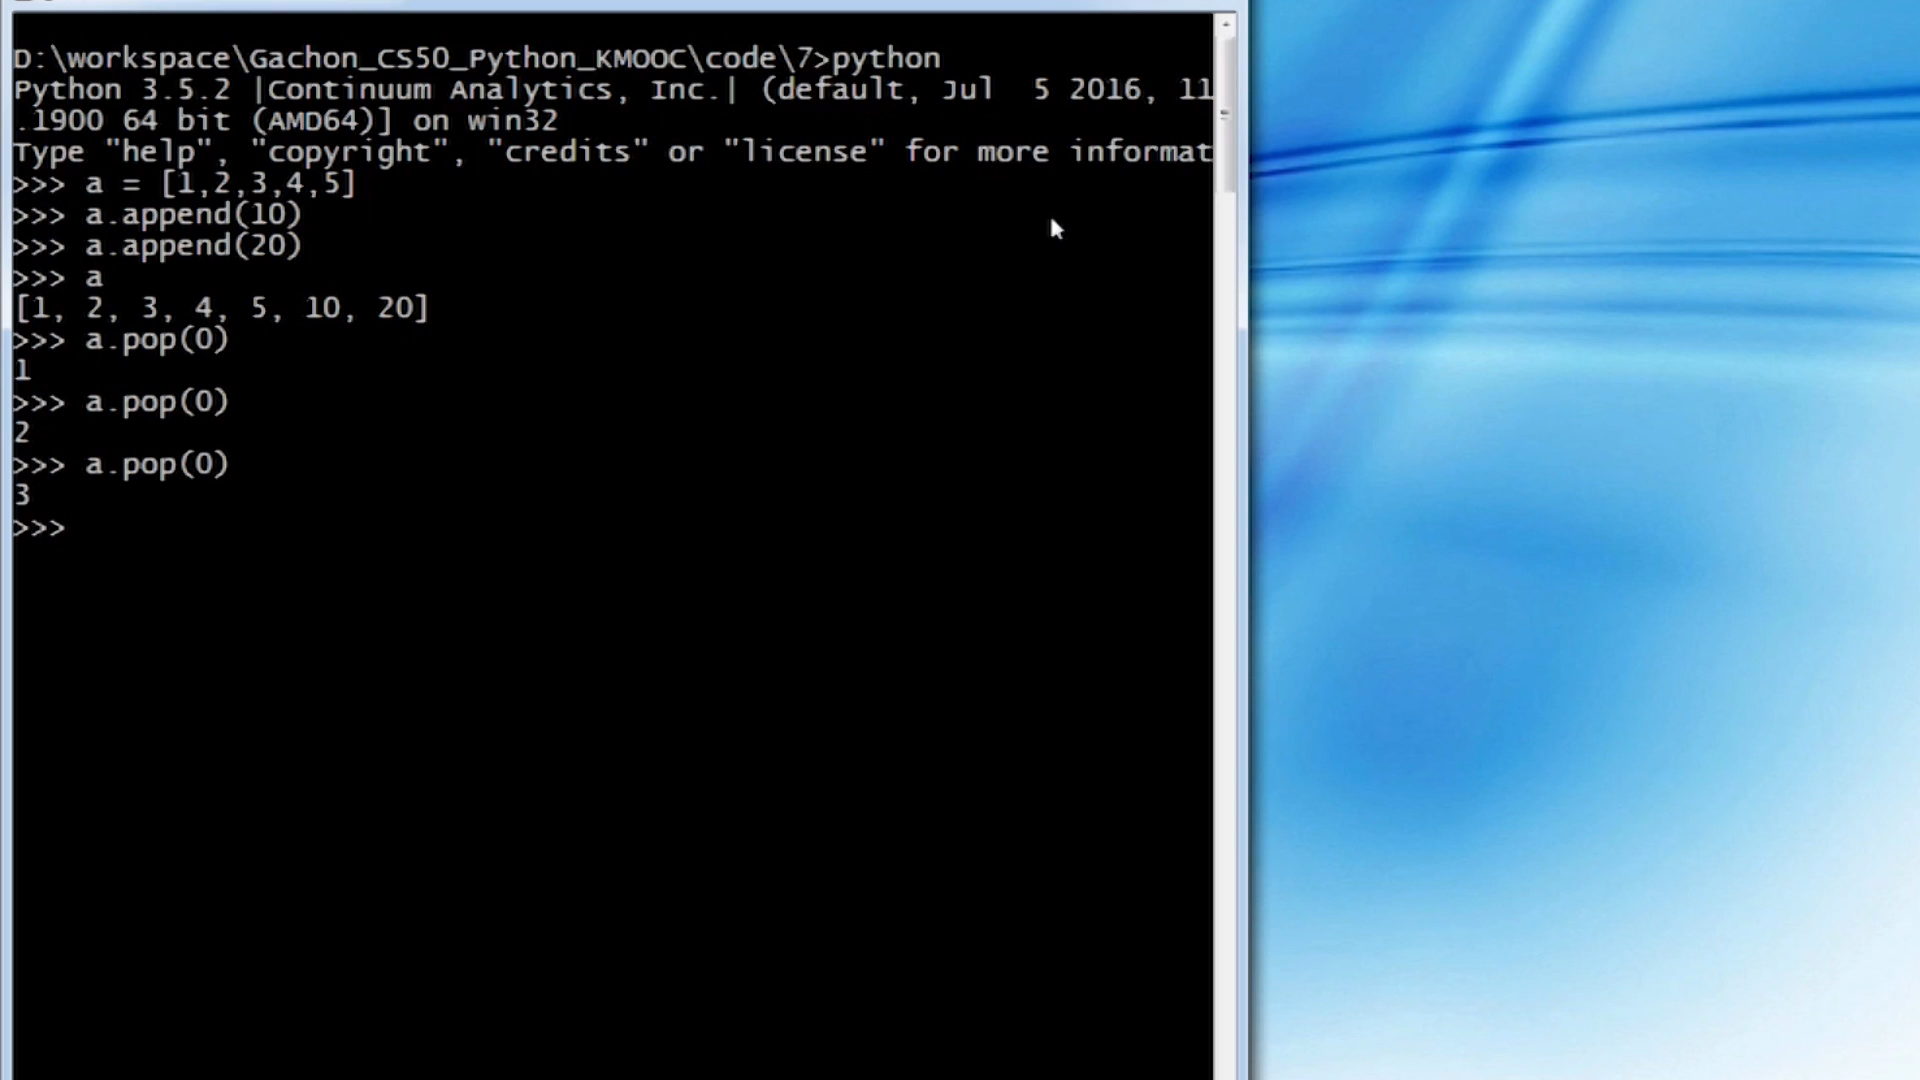 D:\workspace\Gachon_CS50_Python_KMOOC\code\7>python
Python 3.5.2 |Continuum Analytics, Inc.| (default, Jul  5 2016, 11
.1900 64 bit (AMD64)] on win32
Type "help", "copyright", "credits" or "license" for more informat
>>> a = [1,2,3,4,5]
>>> a.append(10)
>>> a.append(20)
>>> a
[1, 2, 3, 4, 5, 10, 20]
>>> a.pop(0)
1
>>> a.pop(0)
2
>>> a.pop(0)
3
>>>